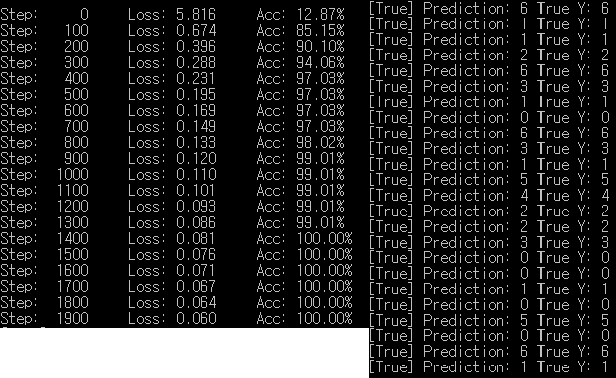 Step:     0     Loss: 5.816     Acc: 12.87%
Step:   100     Loss: 0.674     Acc: 85.15%
Step:   200     Loss: 0.396     Acc: 90.10%
Step:   300     Loss: 0.288     Acc: 94.06%
Step:   400     Loss: 0.231     Acc: 97.03%
Step:   500     Loss: 0.195     Acc: 97.03%
Step:   600     Loss: 0.169     Acc: 97.03%
Step:   700     Loss: 0.149     Acc: 97.03%
Step:   800     Loss: 0.133     Acc: 98.02%
Step:   900     Loss: 0.120     Acc: 99.01%
Step:  1000     Loss: 0.110     Acc: 99.01%
Step:  1100     Loss: 0.101     Acc: 99.01%
Step:  1200     Loss: 0.093     Acc: 99.01%
Step:  1300     Loss: 0.086     Acc: 99.01%
Step:  1400     Loss: 0.081     Acc: 100.00%
Step:  1500     Loss: 0.076     Acc: 100.00%
Step:  1600     Loss: 0.071     Acc: 100.00%
Step:  1700     Loss: 0.067     Acc: 100.00%
Step:  1800     Loss: 0.064     Acc: 100.00%
Step:  1900     Loss: 0.060     Acc: 100.00%
[True] Prediction: 6 True Y: 6
[True] Prediction: 1 True Y: 1
[True] Prediction: 1 True Y: 1
[True] Prediction: 2 True Y: 2
[True] Prediction: 6 True Y: 6
[True] Prediction: 3 True Y: 3
[True] Prediction: 1 True Y: 1
[True] Prediction: 0 True Y: 0
[True] Prediction: 6 True Y: 6
[True] Prediction: 3 True Y: 3
[True] Prediction: 1 True Y: 1
[True] Prediction: 5 True Y: 5
[True] Prediction: 4 True Y: 4
[True] Prediction: 2 True Y: 2
[True] Prediction: 2 True Y: 2
[True] Prediction: 3 True Y: 3
[True] Prediction: 0 True Y: 0
[True] Prediction: 0 True Y: 0
[True] Prediction: 1 True Y: 1
[True] Prediction: 0 True Y: 0
[True] Prediction: 5 True Y: 5
[True] Prediction: 0 True Y: 0
[True] Prediction: 6 True Y: 6
[True] Prediction: 1 True Y: 1